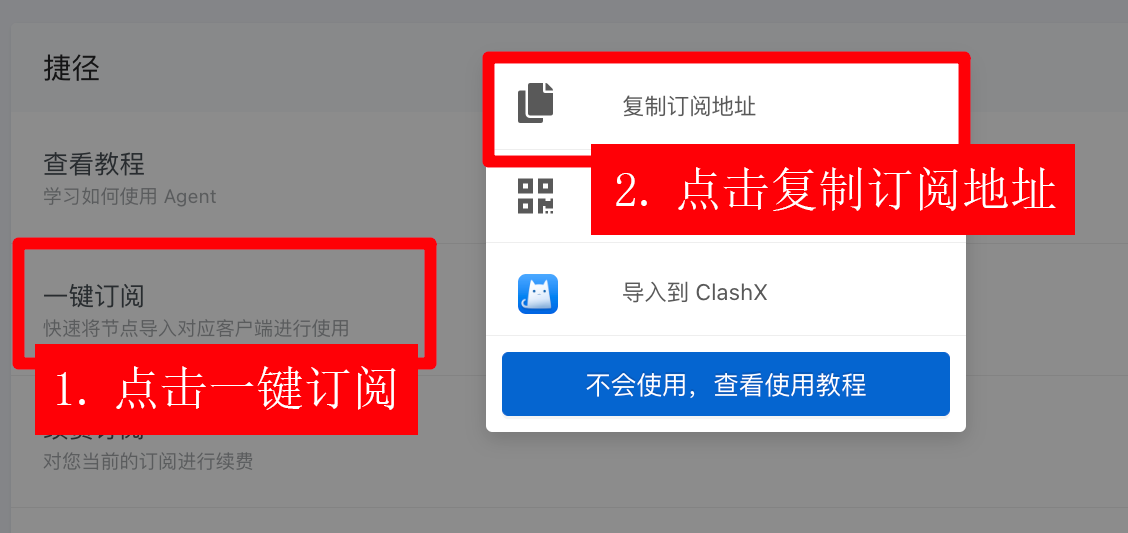 捷径
查看教程
学习如何使用 Agent
一键订阅
快速将节点导入对应客户端进行使用
1. 点击一键订阅
对您当前的订阅进行续费
复制订阅地址
2. 点击复制订阅地址
导入到 ClashX
不会使用，查看使用教程